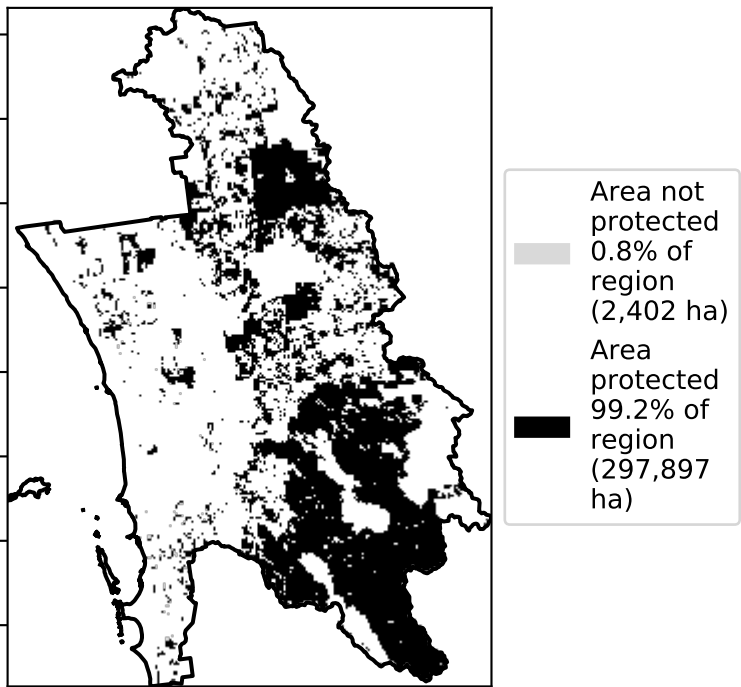 Area not
protected
0.8% of
region
(2,402 ha)
Area
protected
99.2% of
region
(297,897
ha)